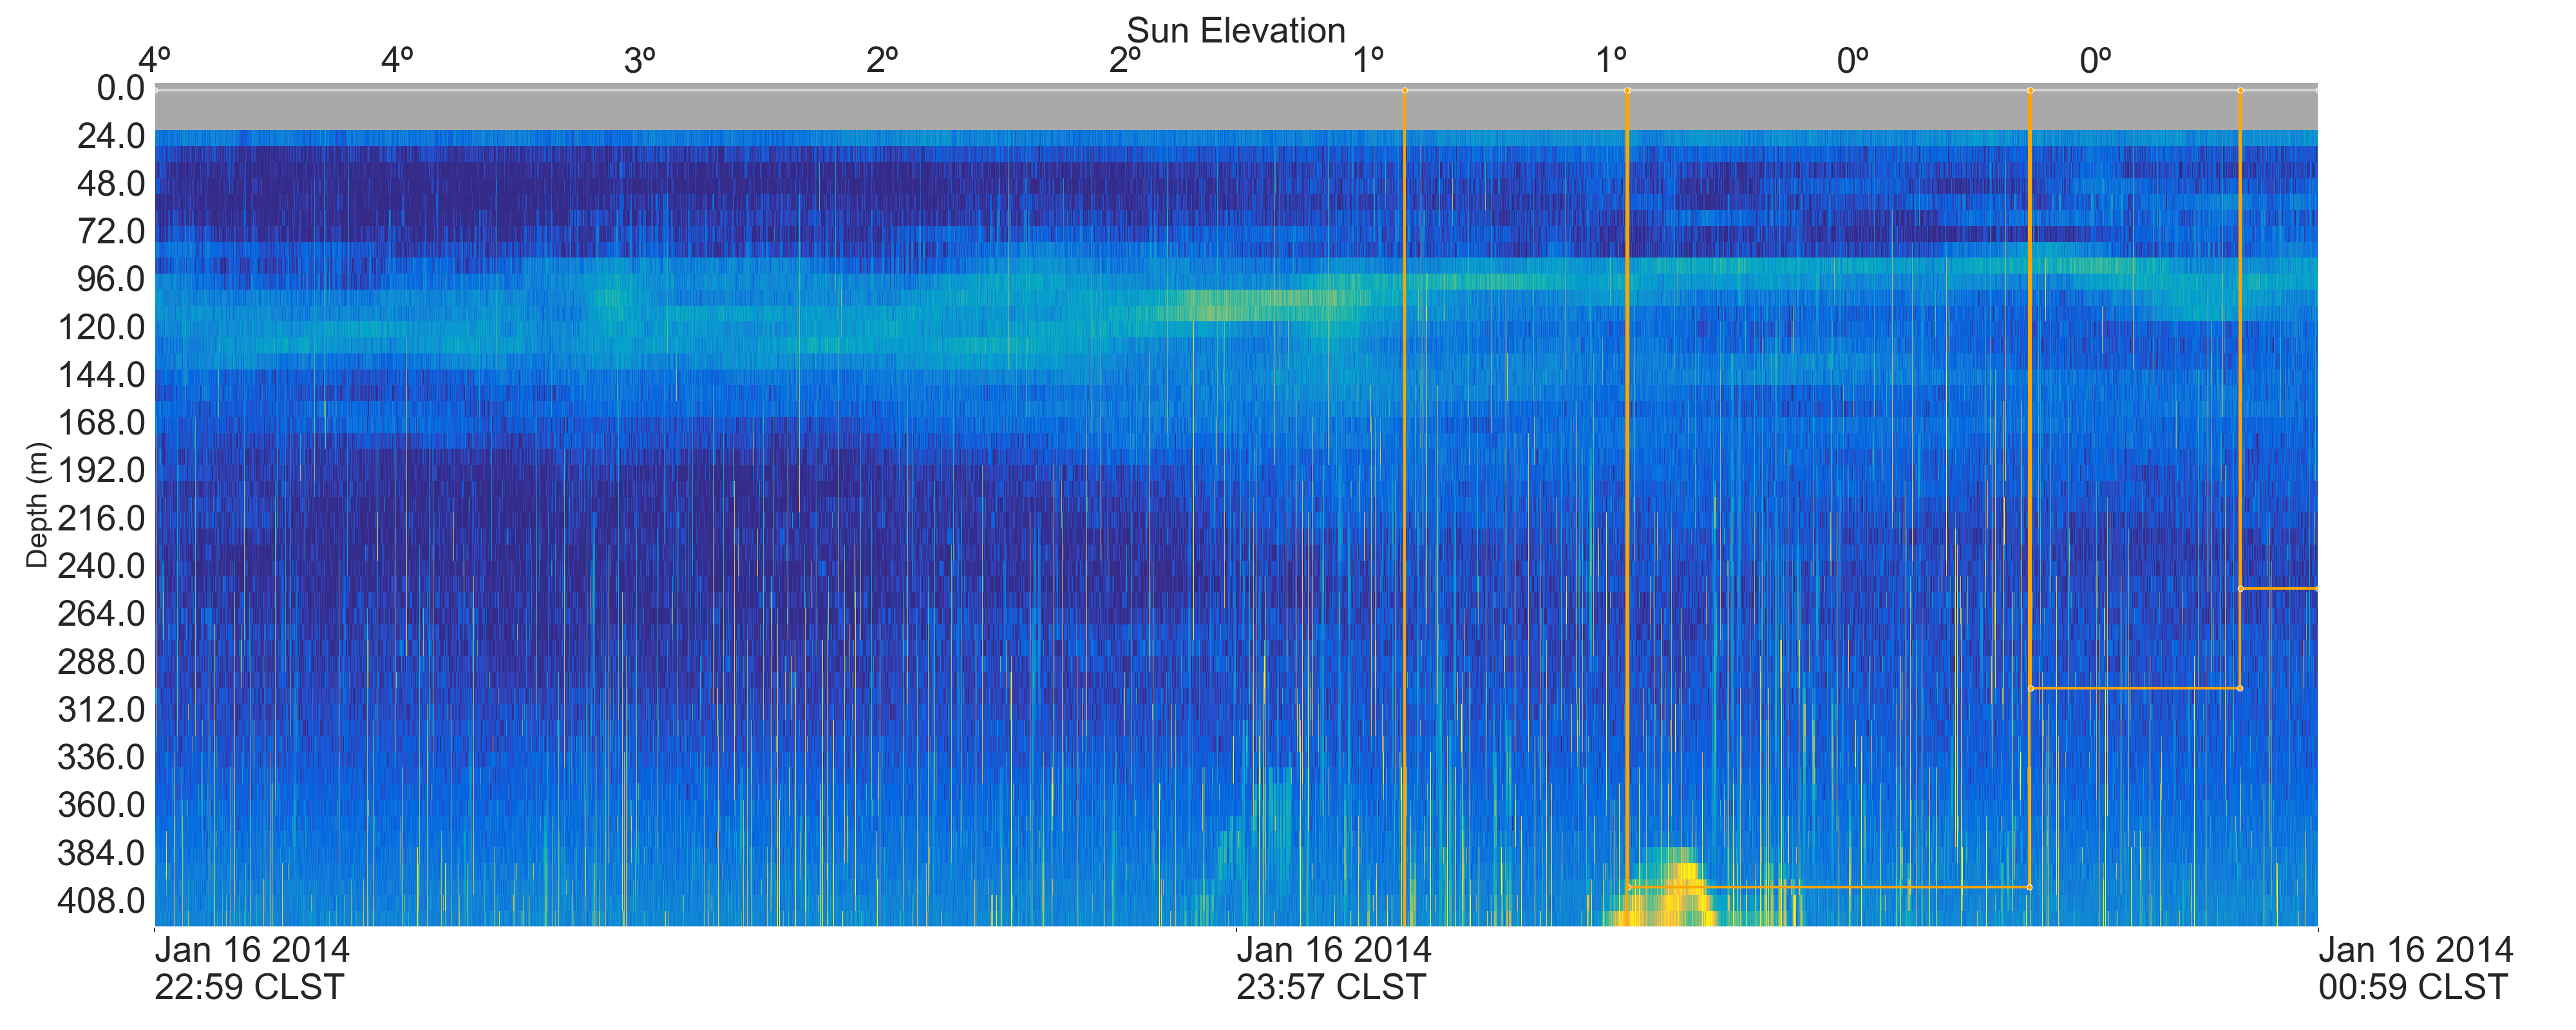 Sun Elevation
4º 4º 3º 2º 2º 1º 1º 0º 0º
0.0
24.0
48.0
72.0
96.0
120.0
144.0
168.0
192.0
216.0
240.0
264.0
288.0
312.0
336.0
360.0
384.0
408.0
Depth (m)
Jan 16 2014
22:59 CLST
Jan 16 2014
23:57 CLST
Jan 16 2014
00:59 CLST